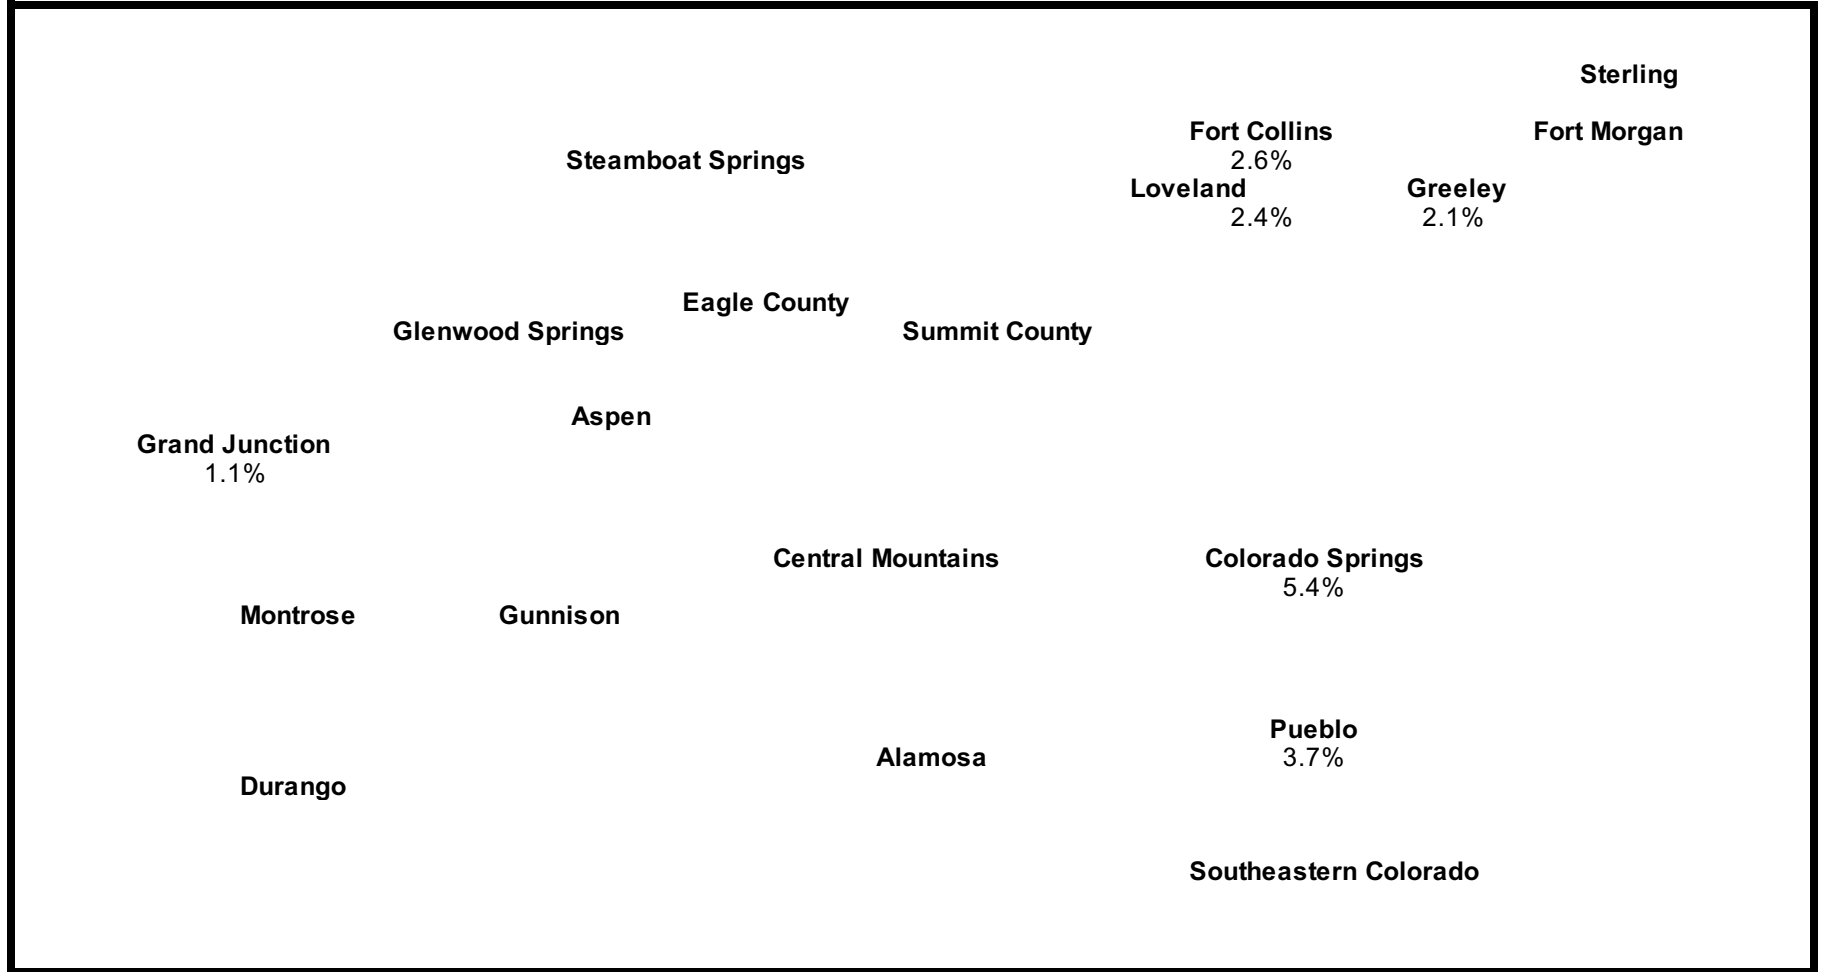 Sterling
Fort Collins Fort Morgan
Steamboat Springs 2.6%
Loveland Greeley
2.4% 2.1%
Eagle County
Glenwood Springs Summit County
Aspen
Grand Junction
1.1%
Central Mountains Colorado Springs
5.4%
Montrose Gunnison
Pueblo
Alamosa 3.7%
Durango
Southeastern Colorado